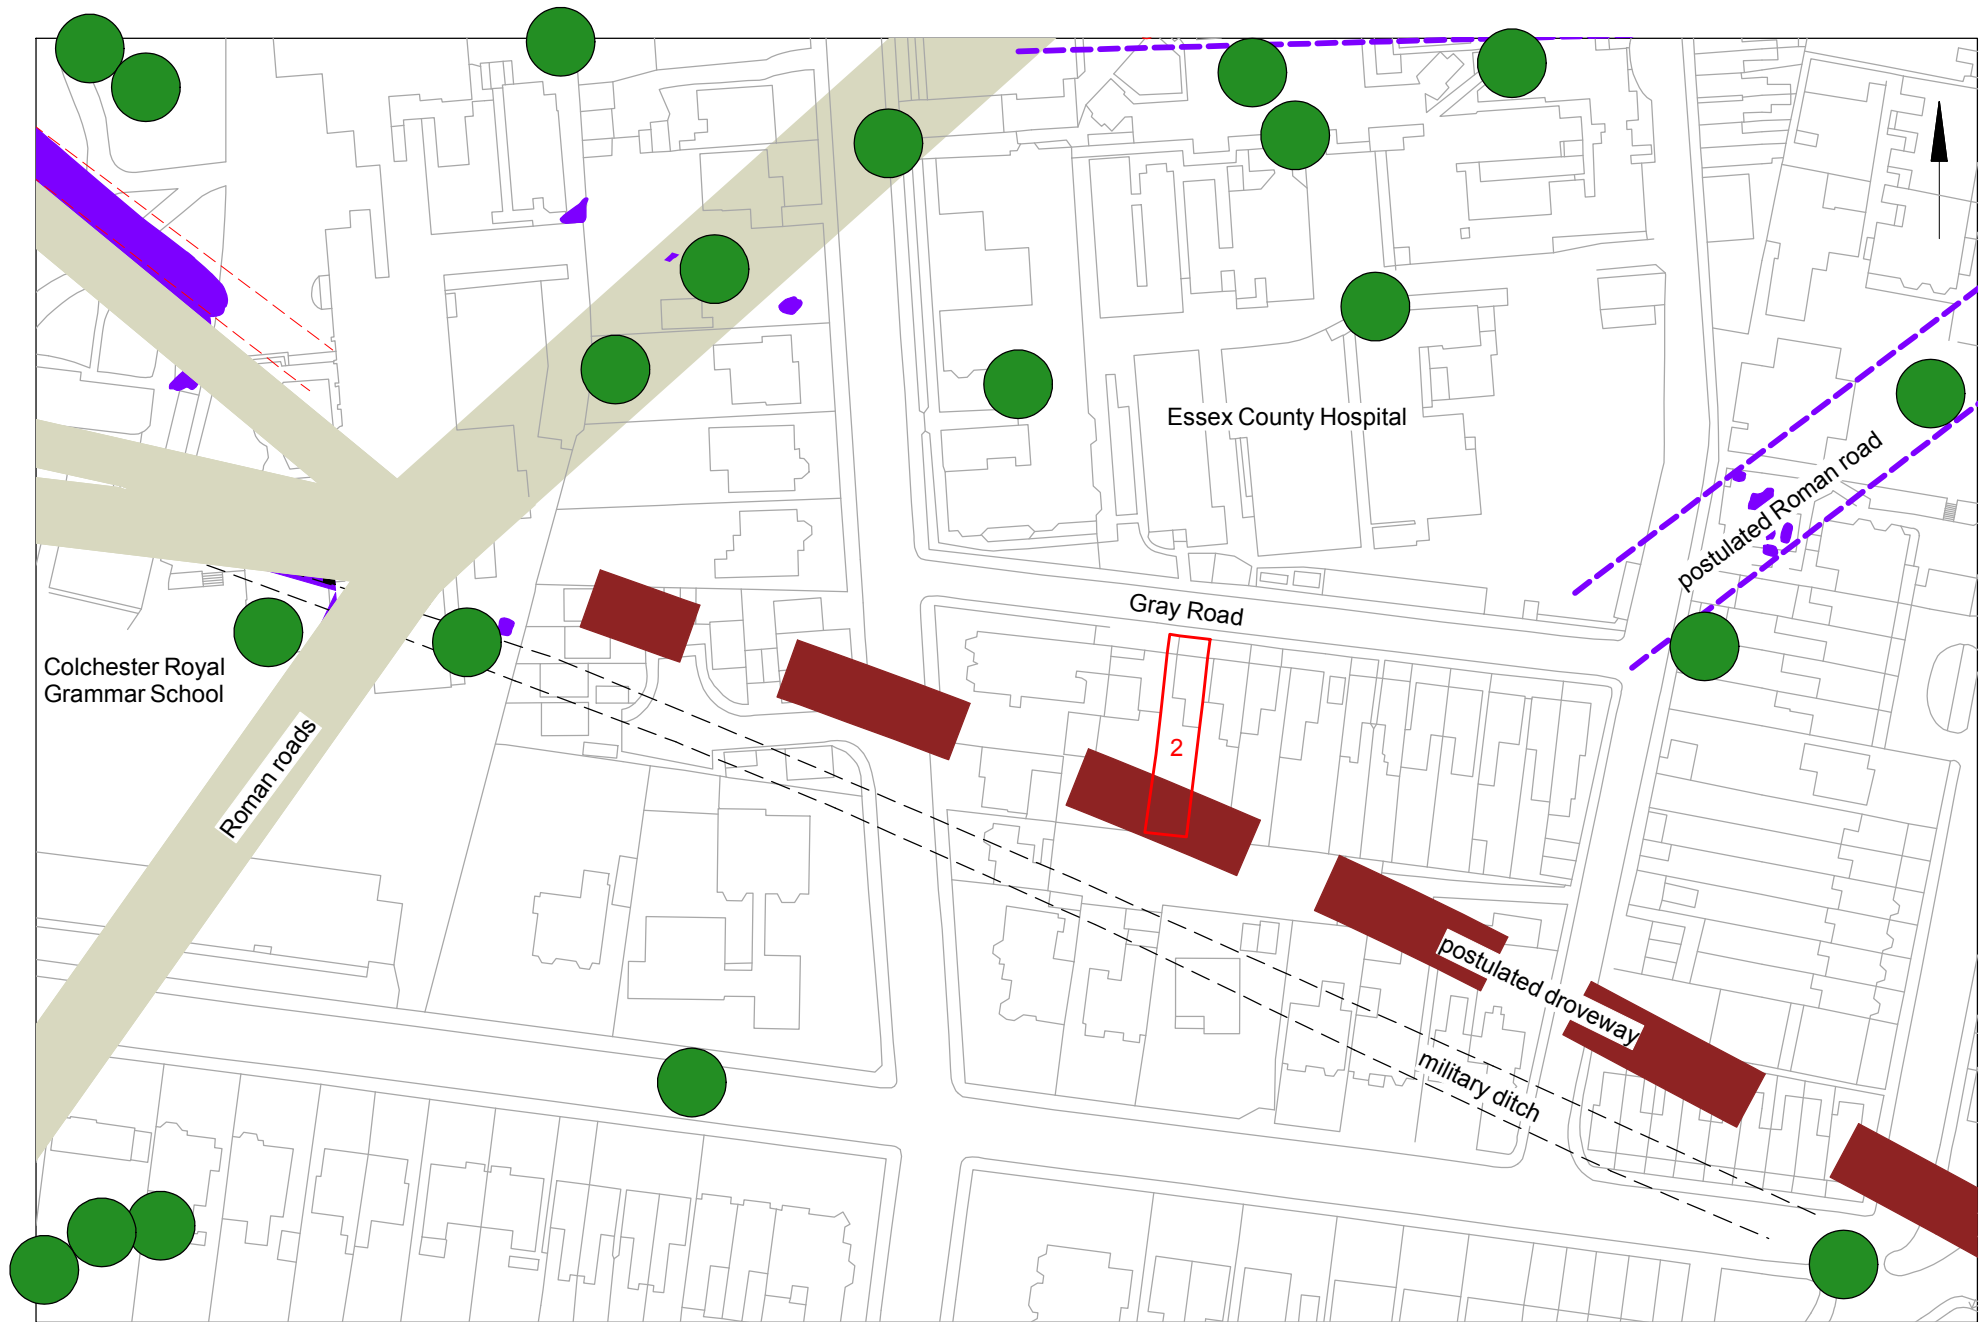 Essex County Hospital
postulated Roman road
Gray Road
Colchester Royal
Grammar School
2
Roman roads
postulated droveway
military ditch